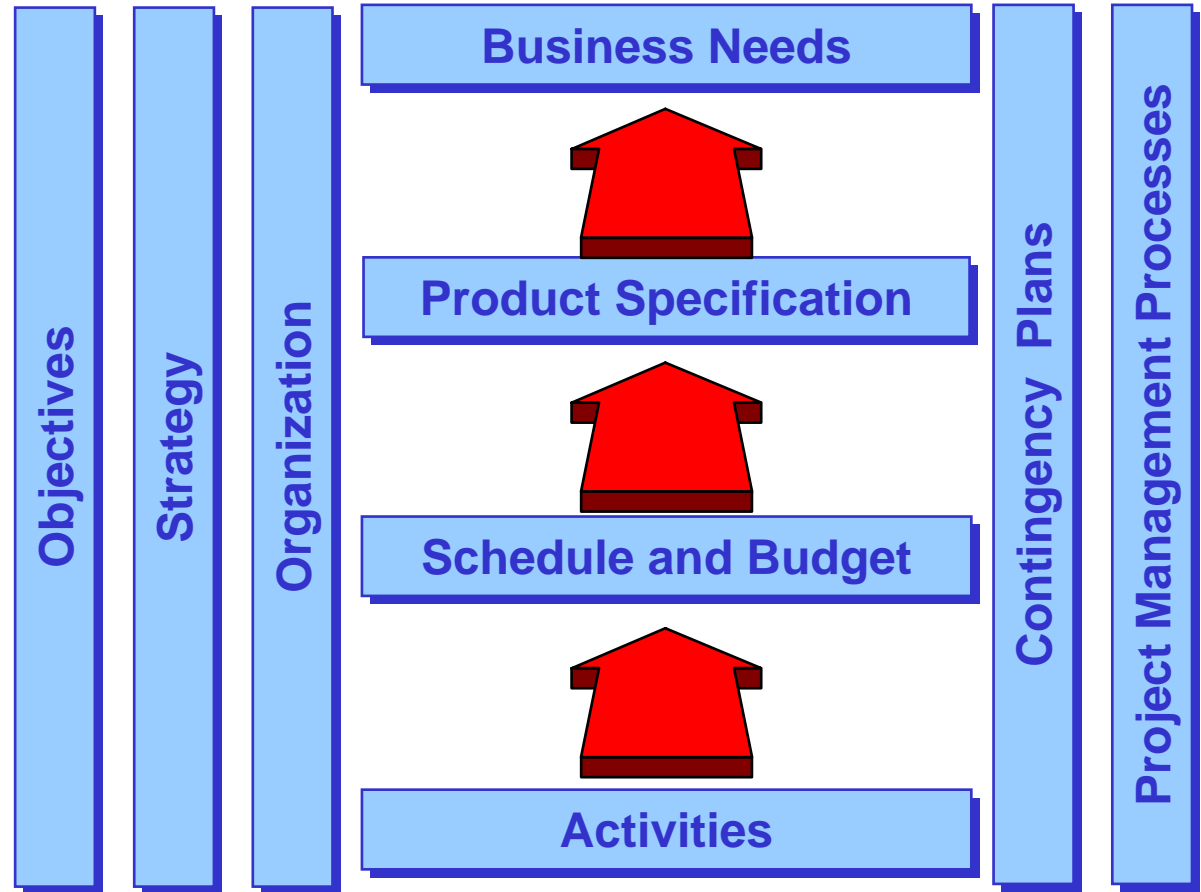 Objectives
Strategy
Organization
Business Needs
Product Specification
Schedule and Budget
Activities
Contingency Plans
Project Management Processes